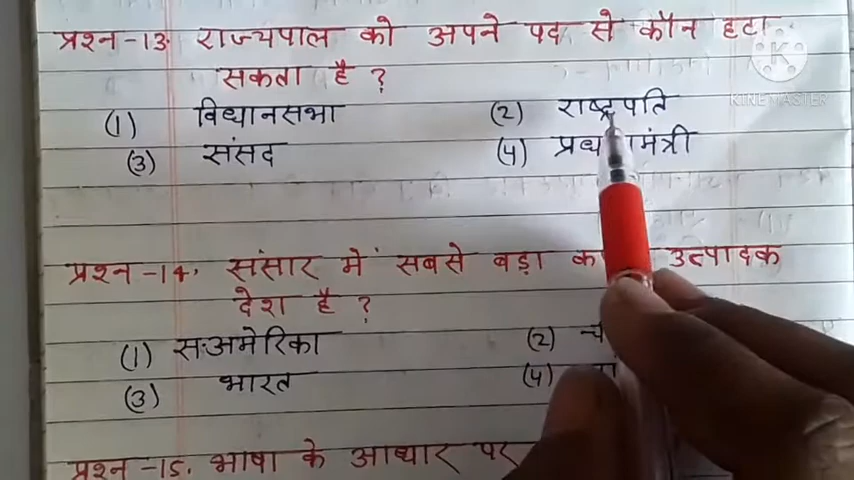 प्रश्न -13. राज्यपाल को अपने पद से कौन हटा
सकता है ?
(1) विधानसभा (2) राष्ट्रपति
(3) संसद (4) प्रधानमंत्री
प्रश्न -14. संसार में सबसे बड़ा उत्पादक
देश है ?
(1) सं.अमेरिका (2)
(3) भारत (4)
प्रश्न -15. भाषा के आधार पर
KINEMASTER